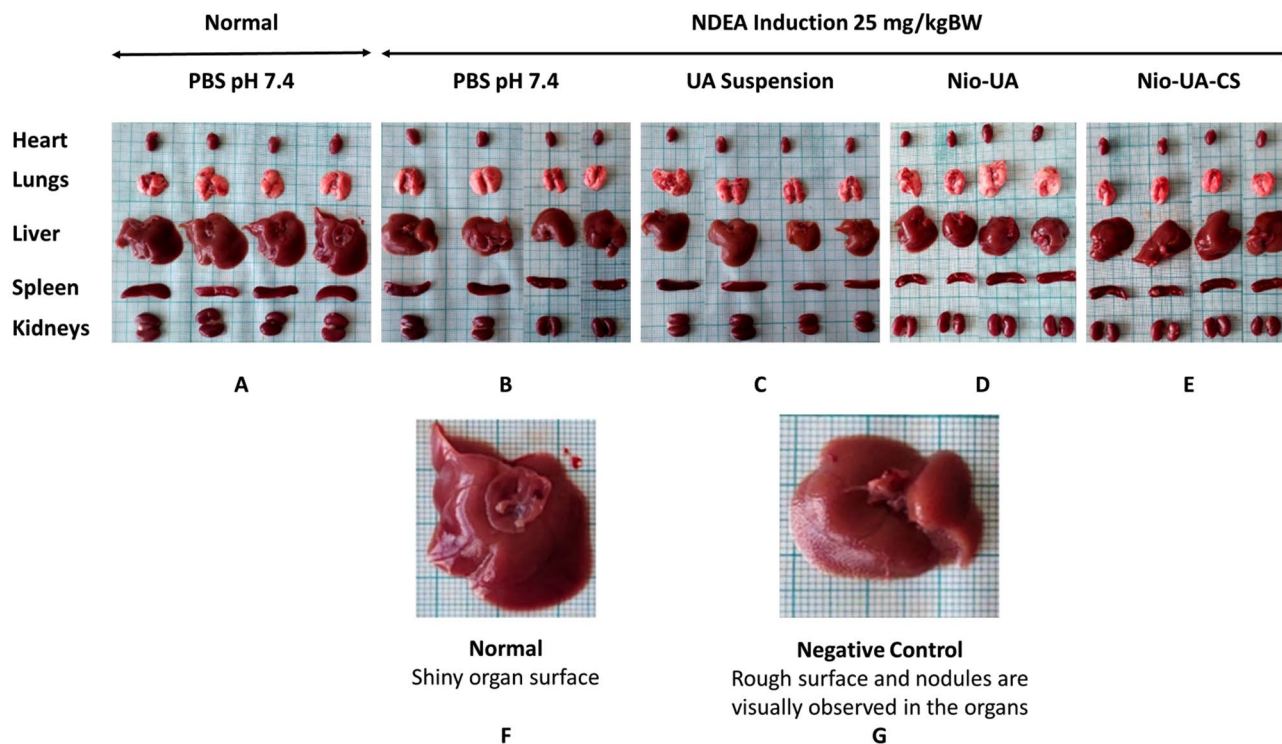 Normal
NDEA Induction 25 mg/kgBW
PBS pH 7.4
PBS pH 7.4
UA Suspension
Nio-UA
Nio-UA-CS
Heart
Lungs
Liver
Spleen
Kidneys
A
B
C
D
E
Normal
Shiny organ surface
F
Negative Control
Rough surface and nodules are
visually observed in the organs
G